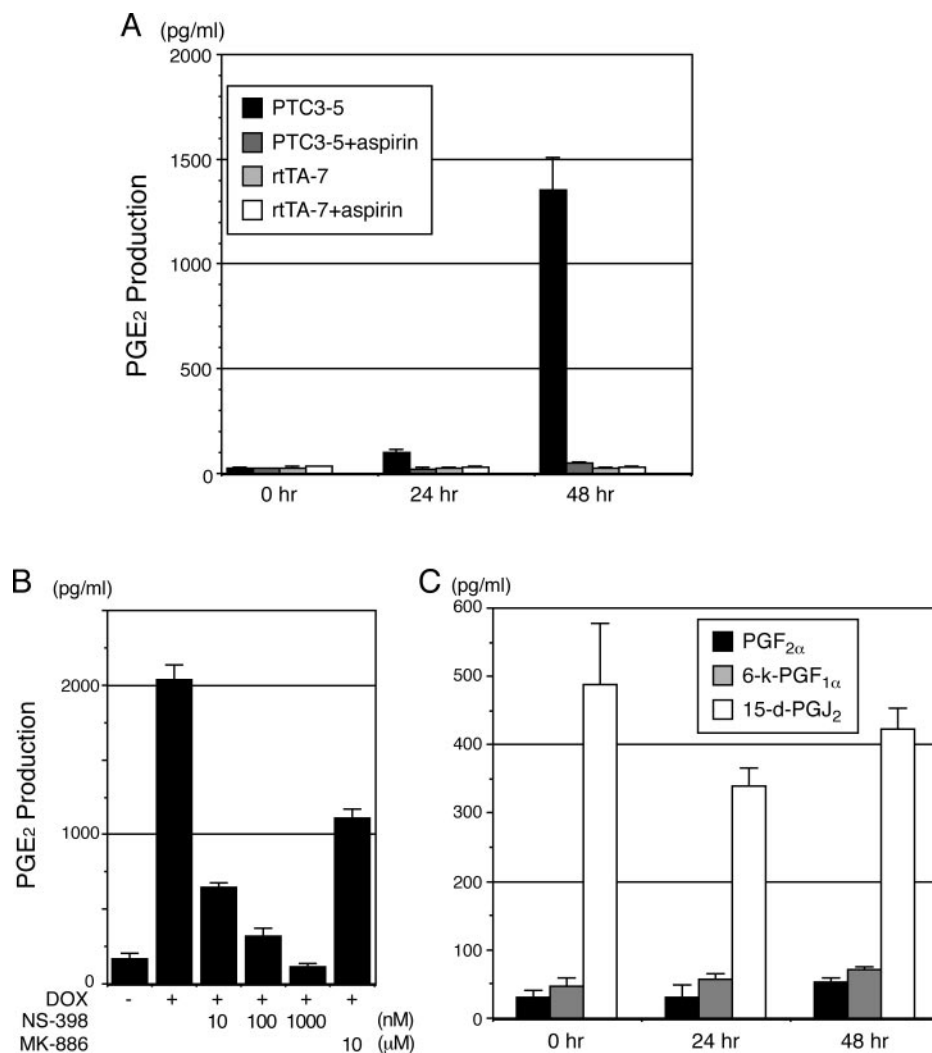 A (pg/ml)
2000
1500
1000
500
0
PGE2 Production
PTC3-5
PTC3-5+aspirin
rtTA-7
rtTA-7+aspirin
0 hr 24 hr 48 hr
B (pg/ml)
2000
1000
0
PGE2 Production
DOX - + + + + +
NS-398 10 100 1000 (nM)
MK-886 10 (μM)
C (pg/ml)
600
500
400
300
200
100
50
0
PGF2α
6-k-PGF1α
15-d-PGJ2
0 hr 24 hr 48 hr